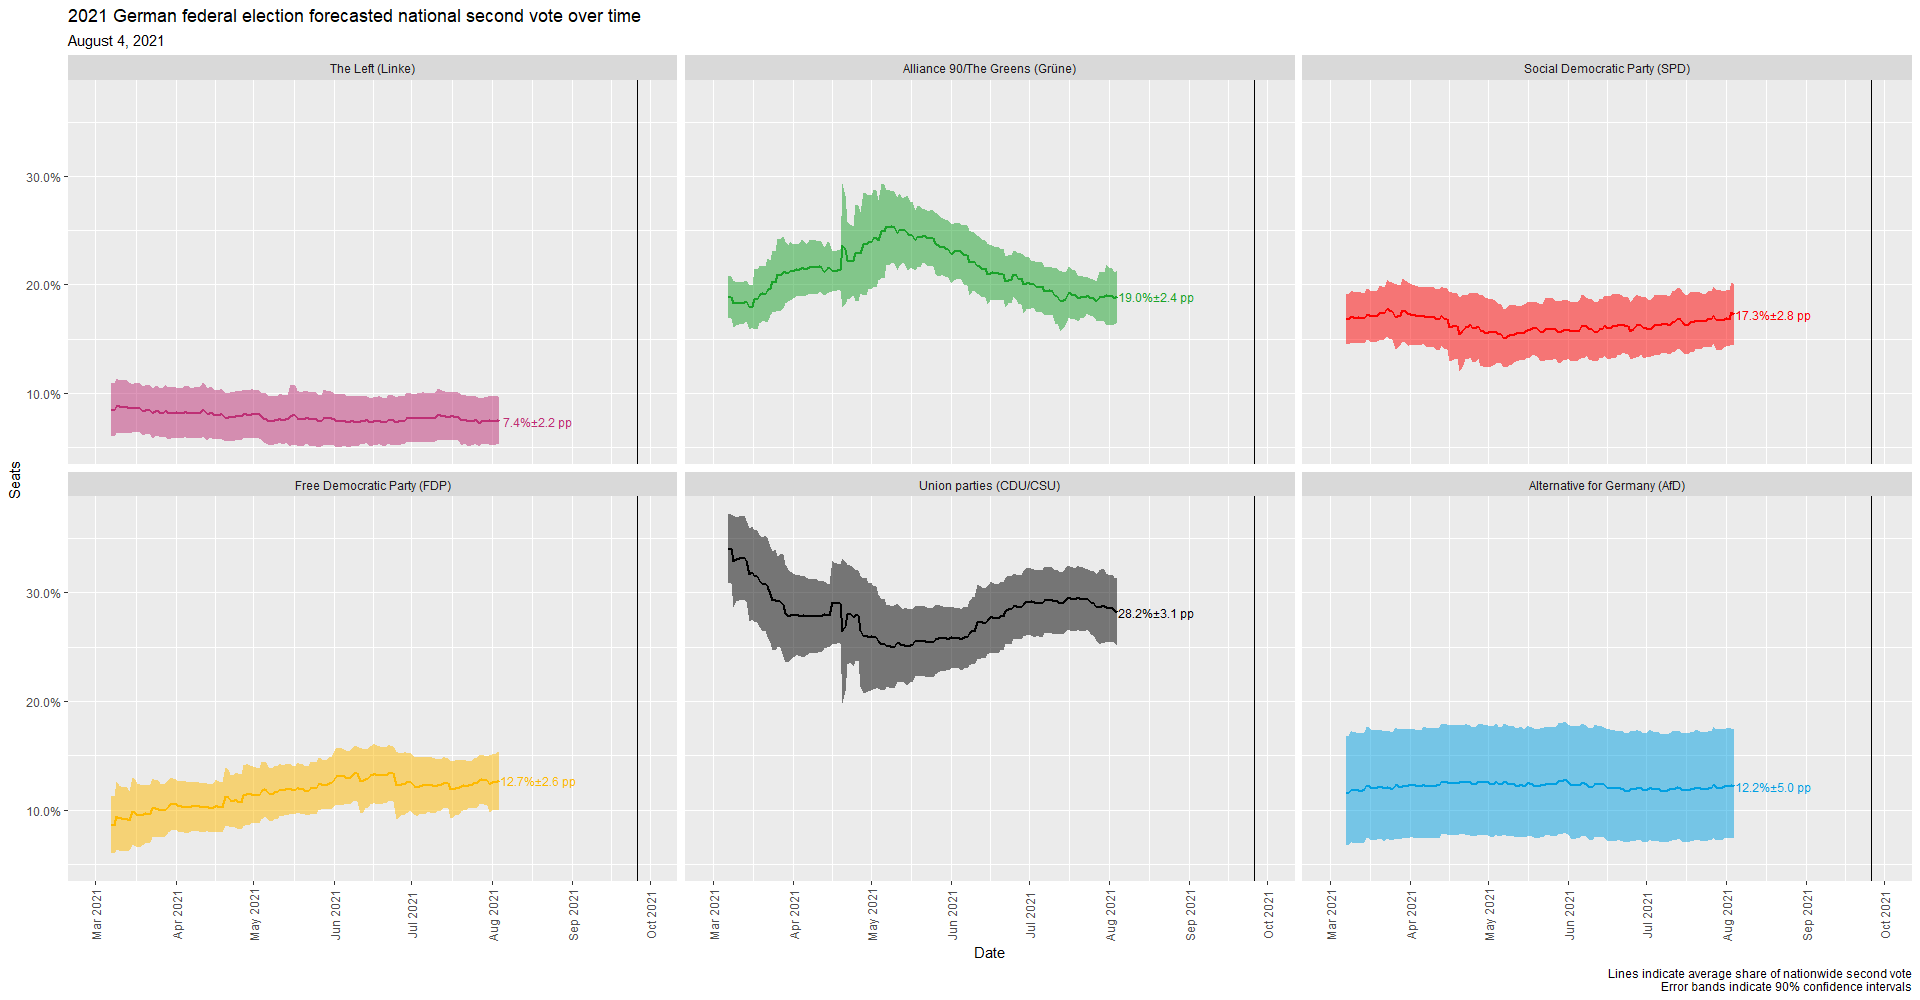 2021 German federal election forecasted national second vote over time
August 4, 2021
The Left (Linke)
Alliance 90/The Greens (Grüne)
Social Democratic Party (SPD)
30.0%
20.0%
10.0%
7.4%±2.2 pp
19.0%±2.4 pp
17.3%±2.8 pp
Seats
Free Democratic Party (FDP)
Union parties (CDU/CSU)
Alternative for Germany (AfD)
30.0%
20.0%
10.0%
12.7%±2.6 pp
28.2%±3.1 pp
12.2%±5.0 pp
Mar 2021
Apr 2021
May 2021
Jun 2021
Jul 2021
Aug 2021
Sep 2021
Oct 2021
Mar 2021
Apr 2021
May 2021
Jun 2021
Jul 2021
Aug 2021
Sep 2021
Oct 2021
Mar 2021
Apr 2021
May 2021
Jun 2021
Jul 2021
Aug 2021
Sep 2021
Oct 2021
Date
Lines indicate average share of nationwide second vote
Error bands indicate 90% confidence intervals